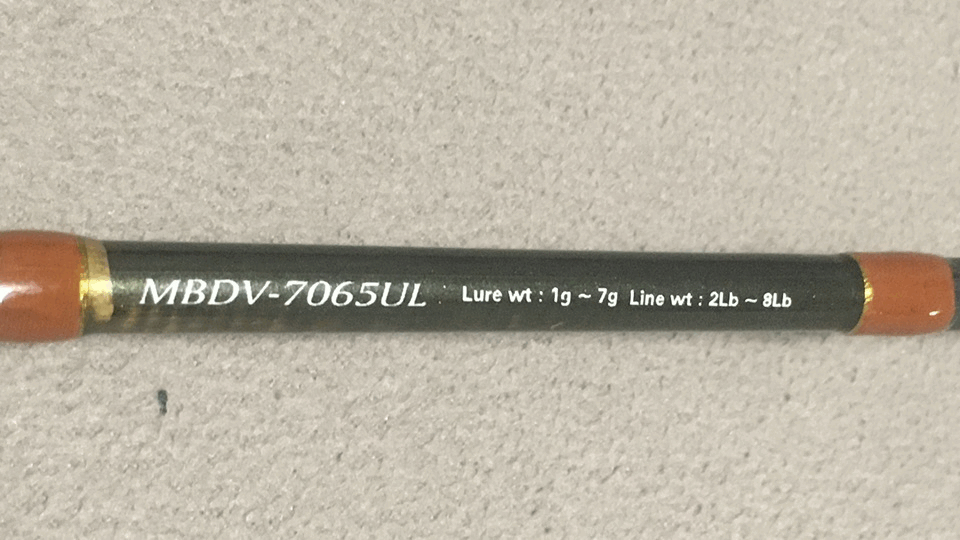 MBDV-7065UL Lure wt : 1g ~ 7g Line wt : 2Lb ~ 8Lb